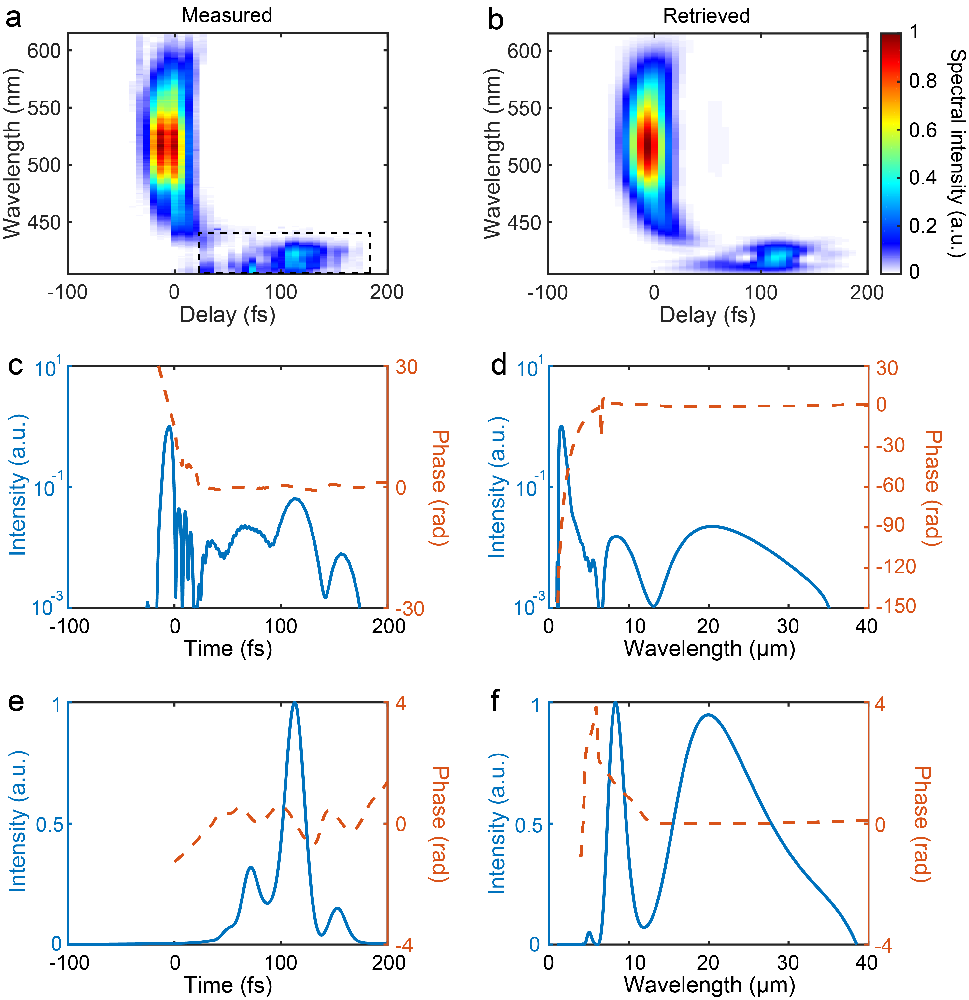 a
Measured
Wavelength (nm)
600
550
500
450
-100
0
100
200
Delay (fs)
b
Retrieved
Wavelength (nm)
600
550
500
450
-100
0
100
200
Delay (fs)
1
0.8
0.6
0.4
0.2
0
Spectral intensity (a.u.)
c
Intensity (a.u.)
10^1
10^-1
10^-3
30
0
-30
Phase (rad)
-100
0
100
200
Time (fs)
d
Intensity (a.u.)
10^1
10^-1
10^-3
30
0
-30
-60
-90
-120
-150
Phase (rad)
0
10
20
30
40
Wavelength (μm)
e
Intensity (a.u.)
1
0.5
0
4
0
-4
Phase (rad)
-100
0
100
200
Time (fs)
f
Intensity (a.u.)
1
0.5
0
4
0
-4
Phase (rad)
0
10
20
30
40
Wavelength (μm)